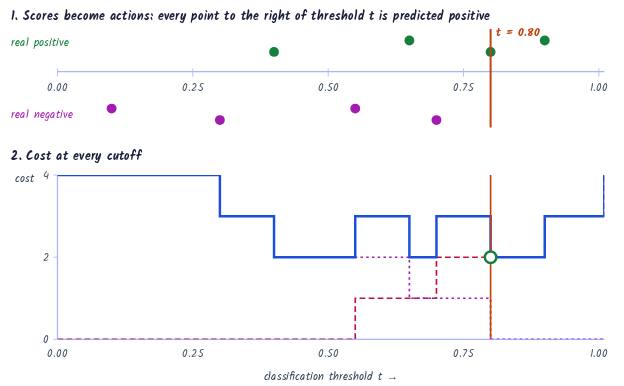 1. Scores become actions: every point to the right of threshold t is predicted positive
t = 0.80
real positive
0.00 0.25 0.50 0.75 1.00
real negative
2. Cost at every cutoff
cost 4
2
0
0.00 0.25 0.50 0.75 1.00
classification threshold t →